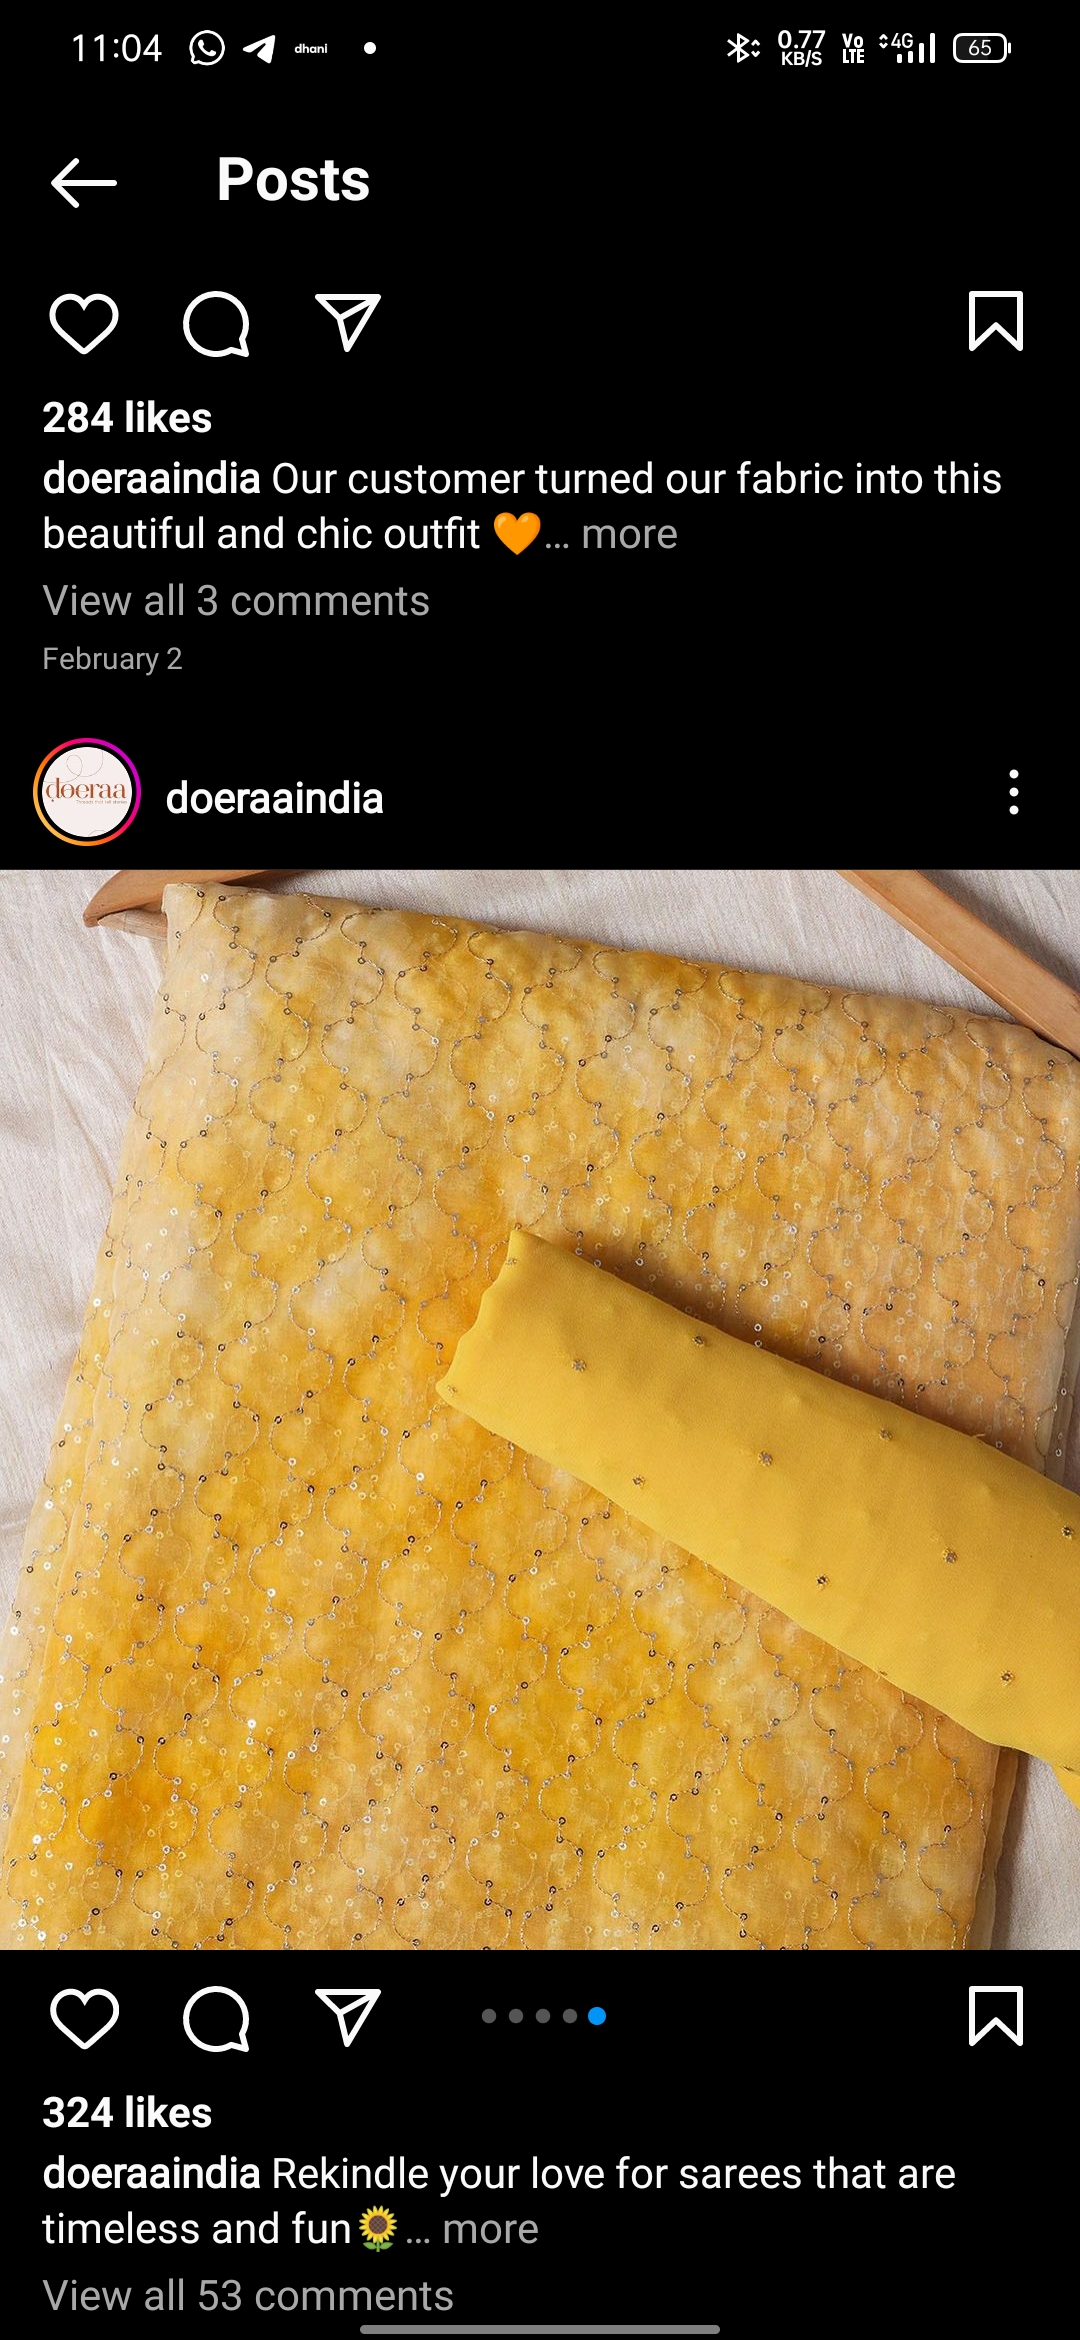 11:04 dhani 0.77 KB/S Vo LTE 4G 65
Posts
284 likes
doeraaindia Our customer turned our fabric into this
beautiful and chic outfit 🧡... more
View all 3 comments
February 2
doeraa
doeraaindia
324 likes
doeraaindia Rekindle your love for sarees that are
timeless and fun🌻... more
View all 53 comments